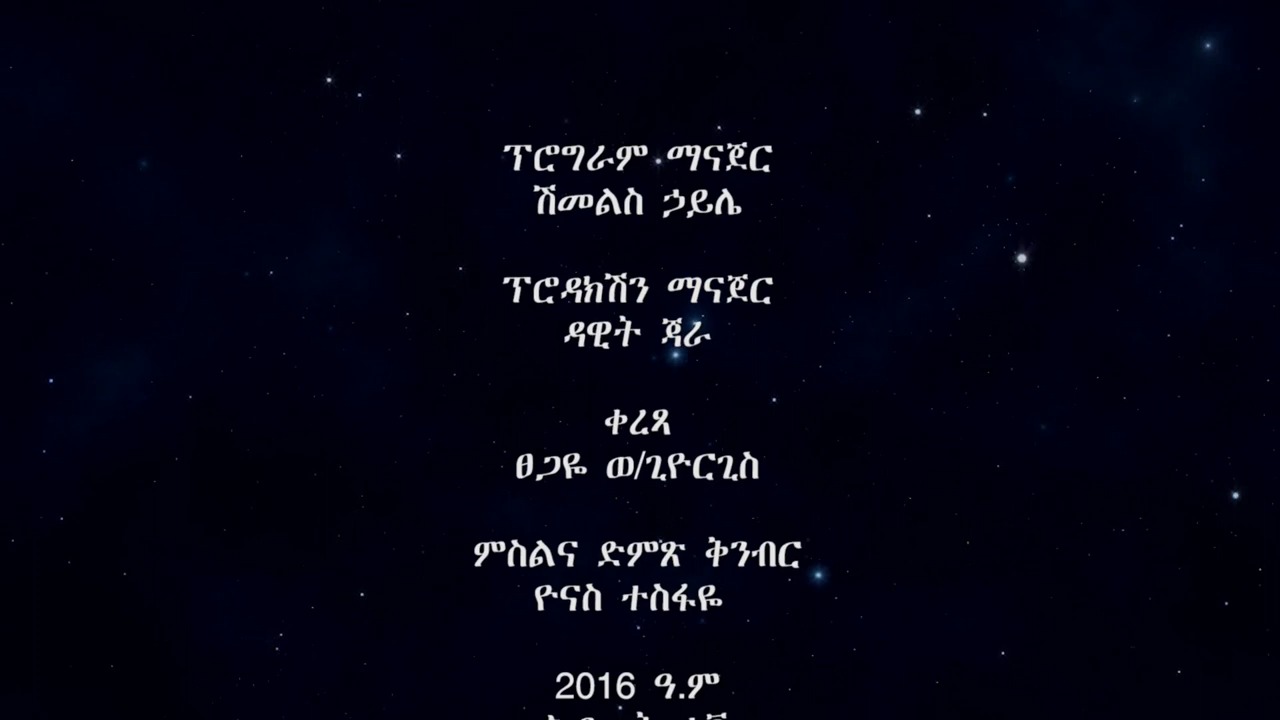 ፕሮግራም ማናጀር
ሽመልስ ኃይሌ
ፕሮዳክሽን ማናጀር
ዳዊት ጃራ
ቀረጻ
ፀጋዬ ወ/ጊዮርጊስ
ምስልና ድምጽ ቅንብር
ዮናስ ተስፋዬ
2016 ዓ.ም